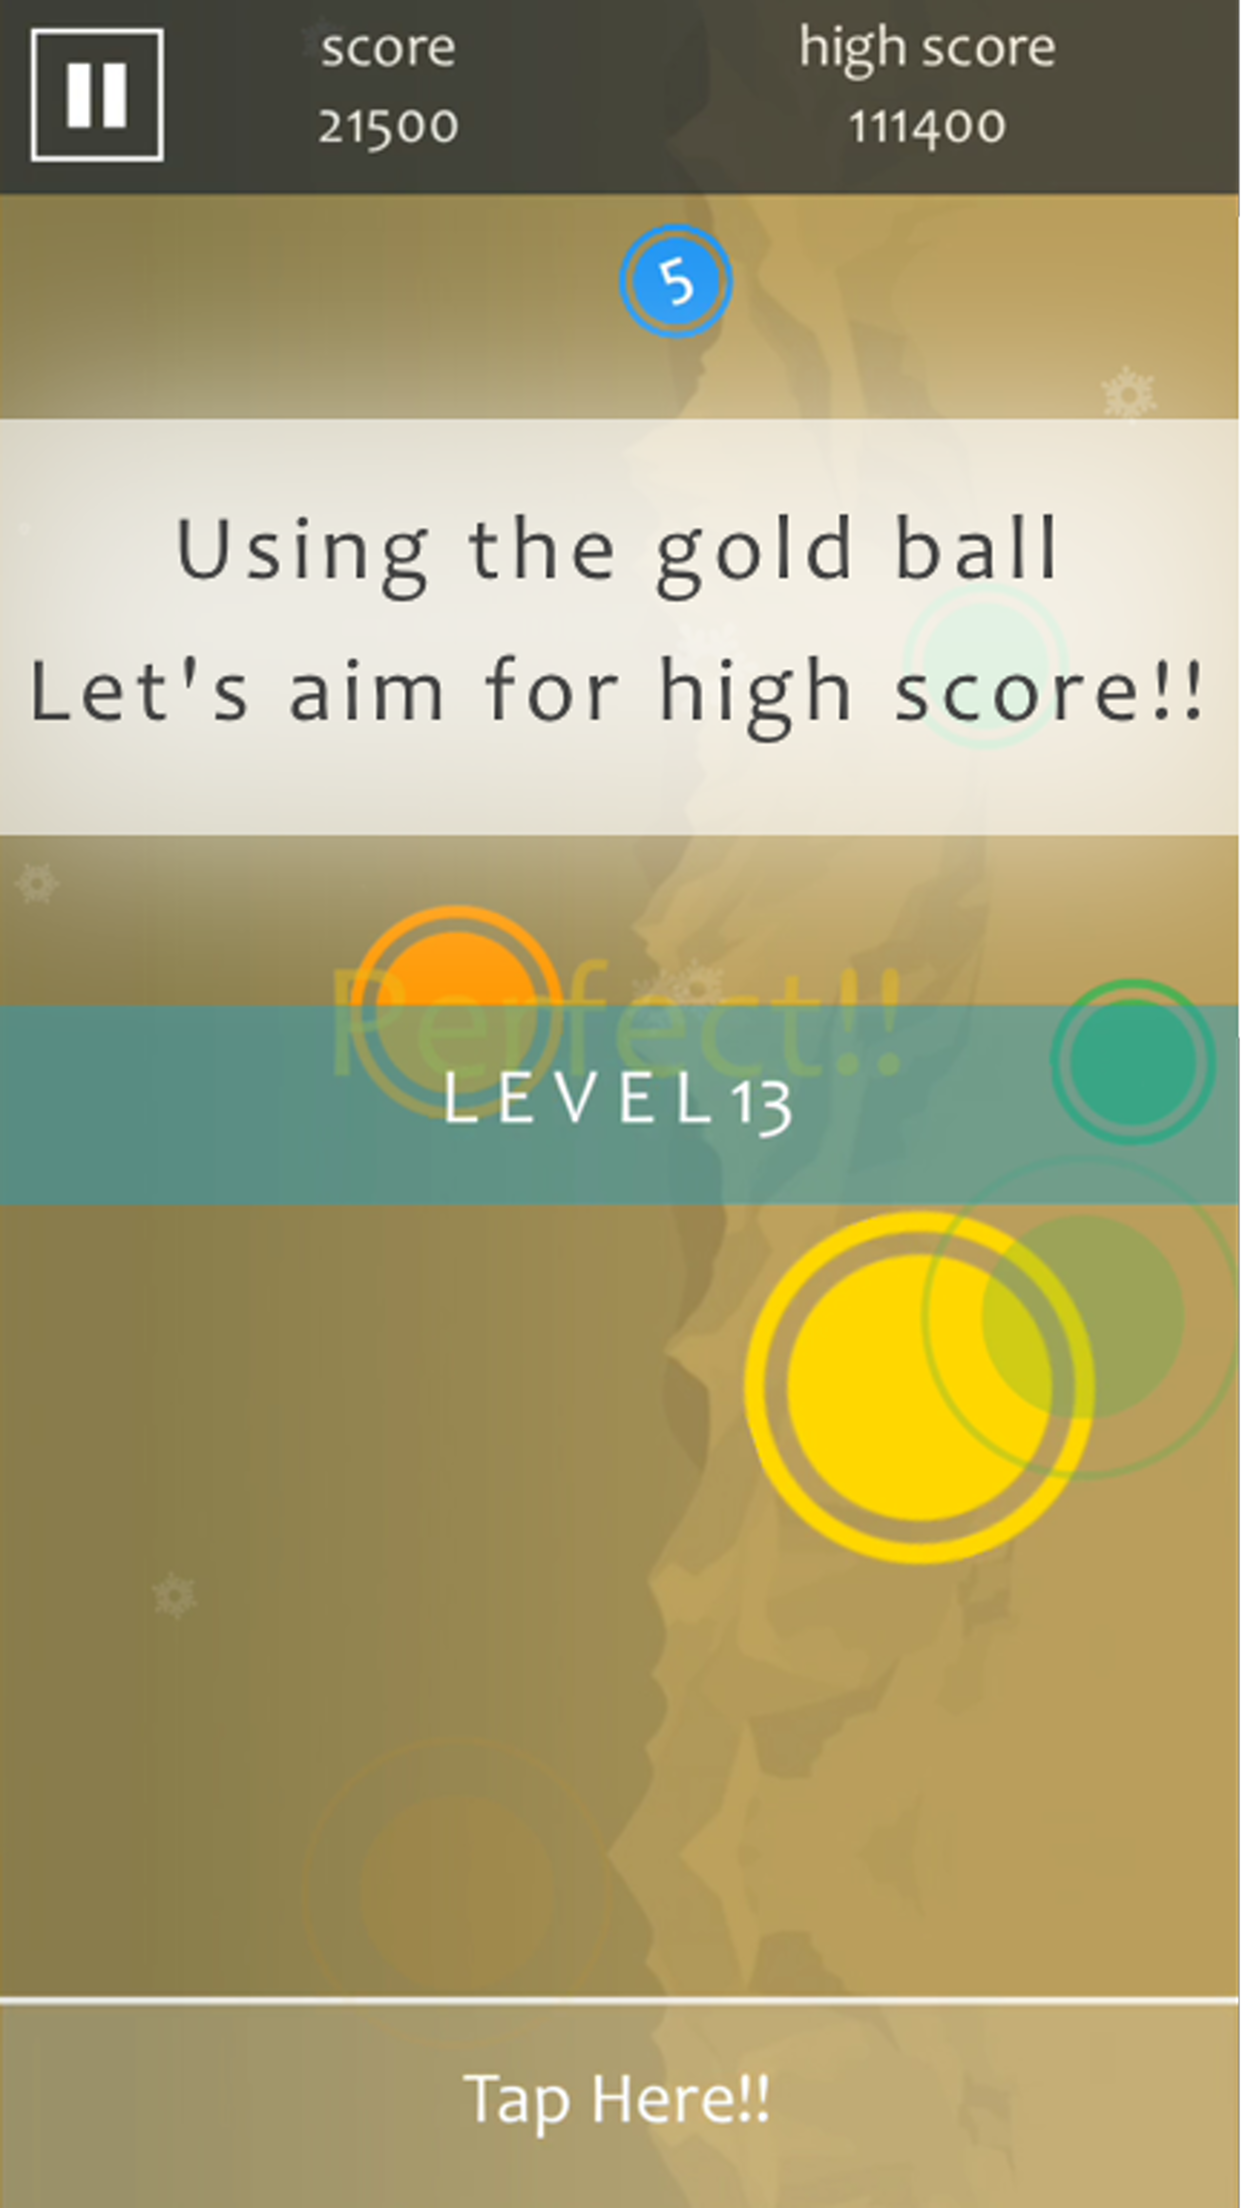 score
high score
21500
111400
5
Using the gold ball
Let's aim for high score!!
Perfect!!
LEVEL13
Tap Here!!